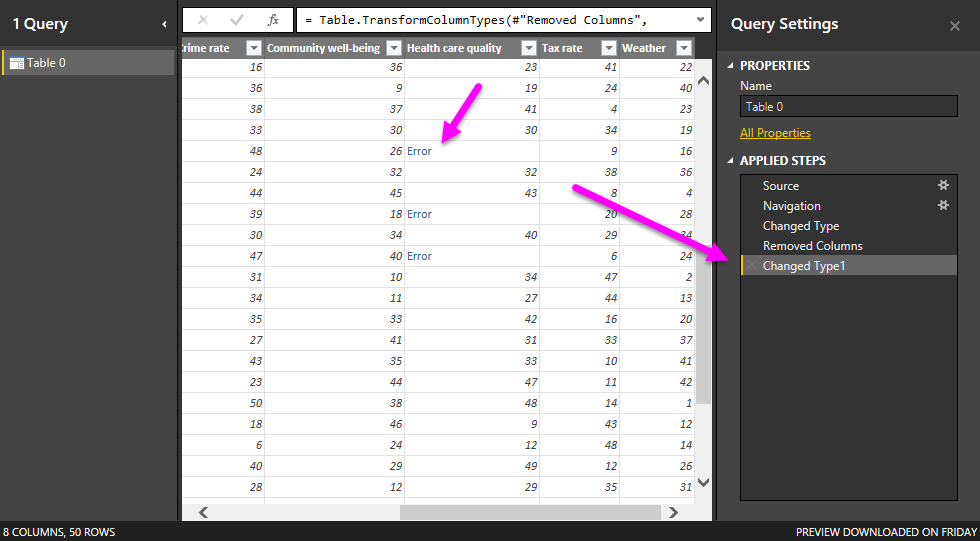 1 Query
Table 0
fx = Table.TransformColumnTypes(#"Removed Columns",
Crime rate Community well-being Health care quality Tax rate Weather
16 36 23 41 22
36 9 19 24 40
38 37 41 4 23
33 30 30 34 19
48 26 Error 9 16
24 32 32 38 36
44 45 43 8 4
39 18 Error 20 28
30 34 40 29 34
47 40 Error 6 24
31 10 34 47 2
34 11 27 44 13
35 33 42 16 20
27 41 31 33 37
43 35 33 10 41
23 44 47 11 42
50 38 48 14 1
18 46 9 43 12
6 24 12 48 14
40 29 49 12 26
28 12 29 35 31
Query Settings
PROPERTIES
Name
Table 0
All Properties
APPLIED STEPS
Source
Navigation
Changed Type
Removed Columns
Changed Type1
8 COLUMNS, 50 ROWS
PREVIEW DOWNLOADED ON FRIDAY